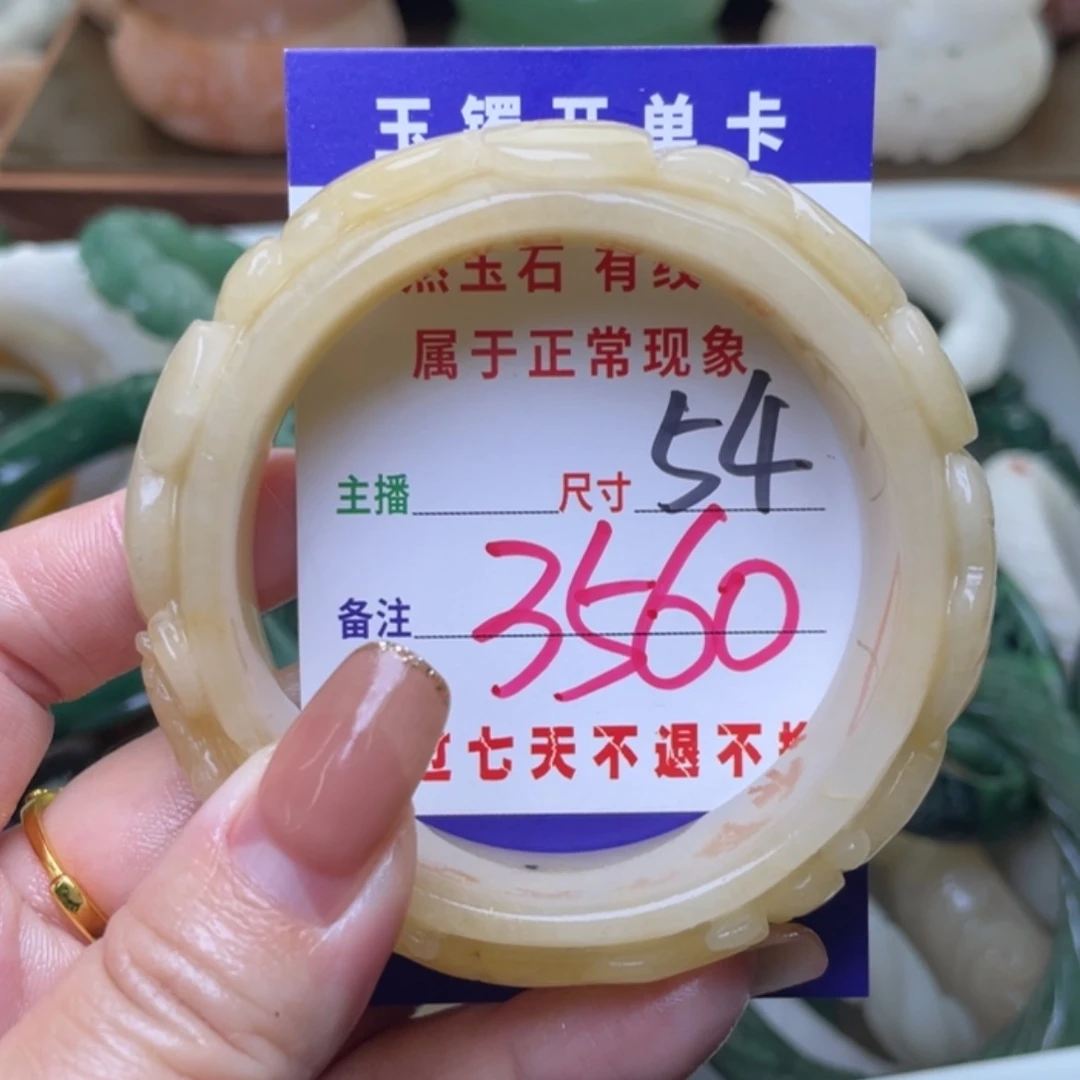 玉镯开单卡
然玉石 有纹
属于正常现象
主播 尺寸 54
备注 3560
过七天不退不换